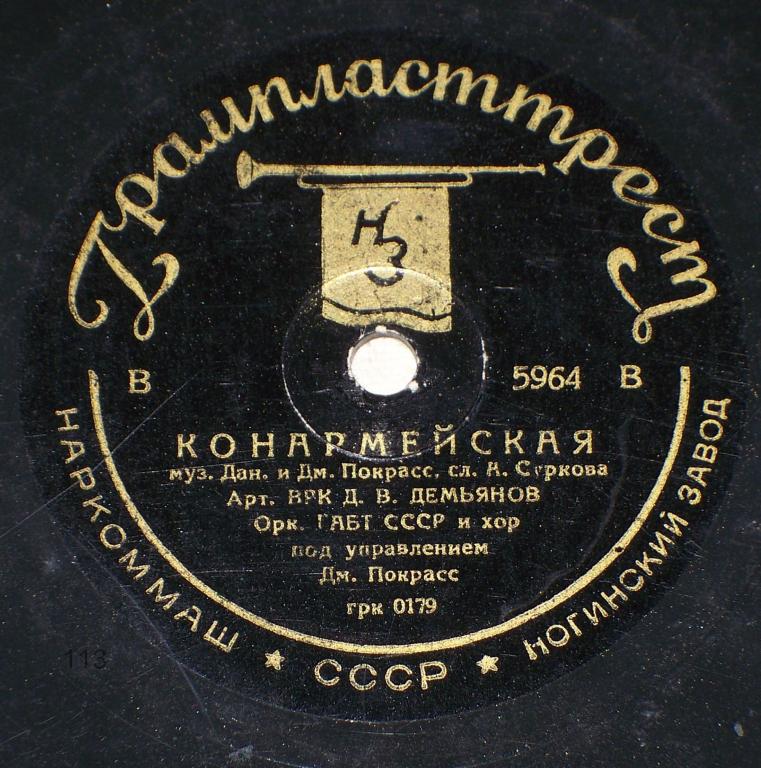 Грампласттрест
НЗ
В 5964 В
КОНАРМЕЙСКАЯ
муз. Дан. и Дм. Покрасс, сл. А. Суркова
Арт. ВРК Д. В. ДЕМЬЯНОВ
Орк. ГАБТ СССР и хор
под управлением
Дм. Покрасс
грк 0179
НАРКОММАШ ★ СССР ★ НОГИНСКИЙ ЗАВОД
113